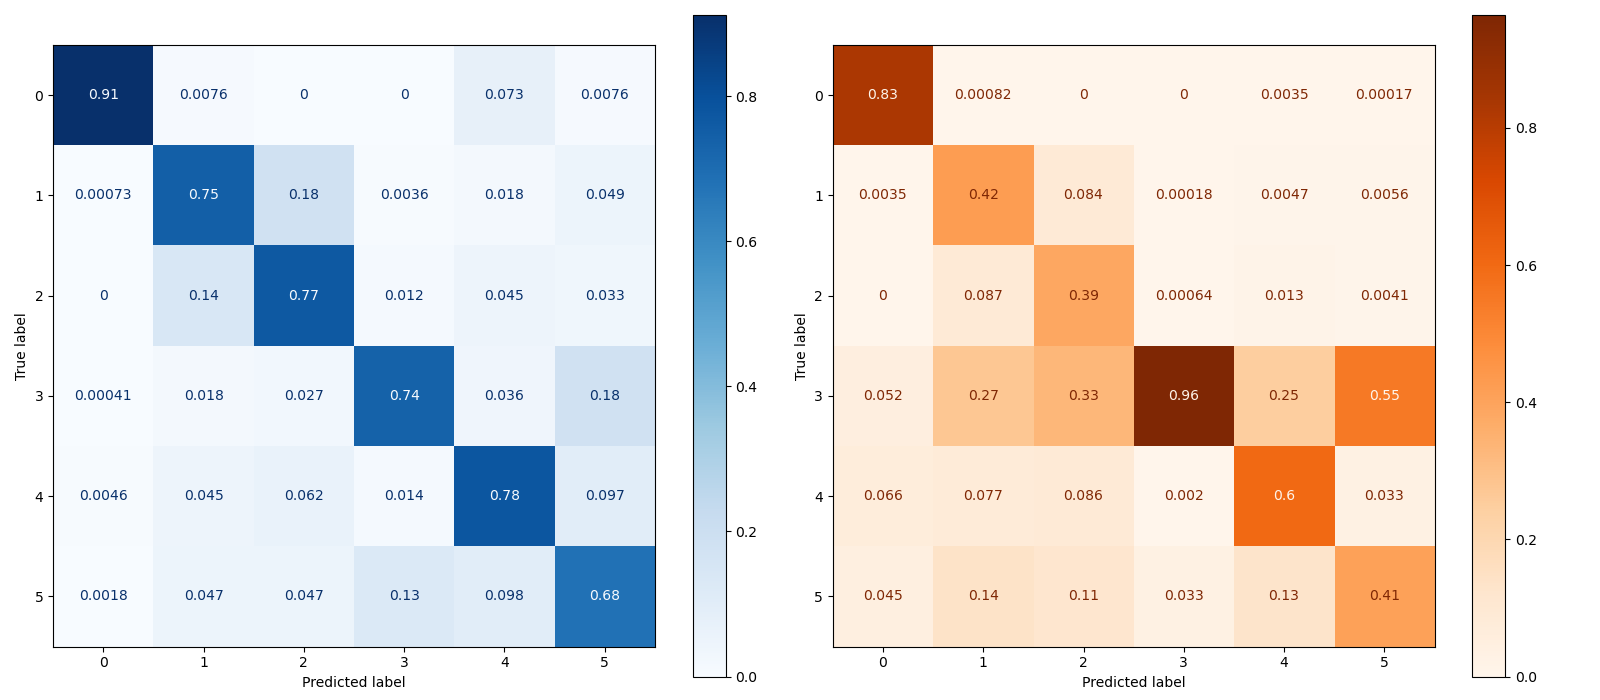 0 0.91 0.0076 0 0 0.073 0.0076
1 0.00073 0.75 0.18 0.0036 0.018 0.049
2 0 0.14 0.77 0.012 0.045 0.033
3 0.00041 0.018 0.027 0.74 0.036 0.18
4 0.0046 0.045 0.062 0.014 0.78 0.097
5 0.0018 0.047 0.047 0.13 0.098 0.68
0 1 2 3 4 5
True label
Predicted label
0.8
0.6
0.4
0.2
0.0
0 0.83 0.00082 0 0 0.0035 0.00017
1 0.0035 0.42 0.084 0.00018 0.0047 0.0056
2 0 0.087 0.39 0.00064 0.013 0.0041
3 0.052 0.27 0.33 0.96 0.25 0.55
4 0.066 0.077 0.086 0.002 0.6 0.033
5 0.045 0.14 0.11 0.033 0.13 0.41
0 1 2 3 4 5
True label
Predicted label
0.8
0.6
0.4
0.2
0.0